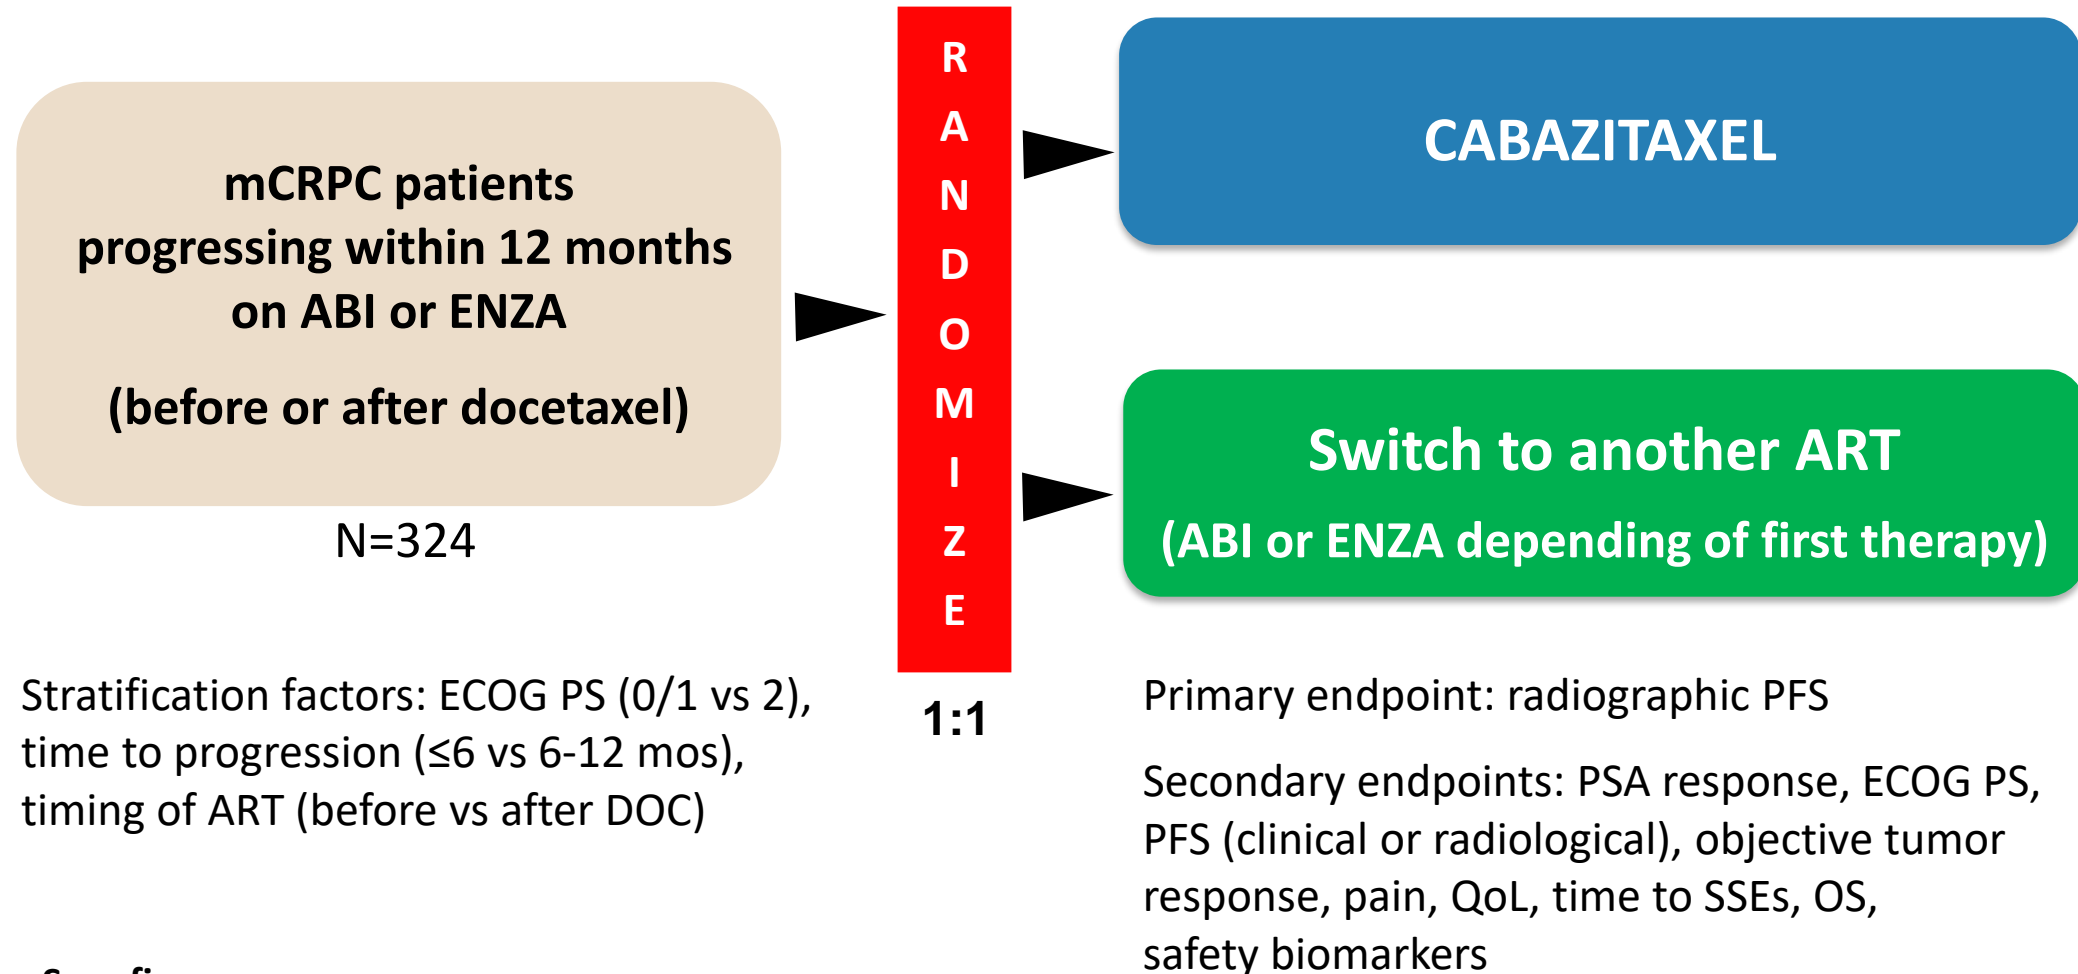 mCRPC patients
progressing within 12 months
on ABI or ENZA
(before or after docetaxel)
N=324
R
A
N
D
O
M
I
Z
E
1:1
CABAZITAXEL
Switch to another ART
(ABI or ENZA depending of first therapy)
Stratification factors: ECOG PS (0/1 vs 2),
time to progression (≤6 vs 6-12 mos),
timing of ART (before vs after DOC)
Primary endpoint: radiographic PFS
Secondary endpoints: PSA response, ECOG PS,
PFS (clinical or radiological), objective tumor
response, pain, QoL, time to SSEs, OS,
safety biomarkers